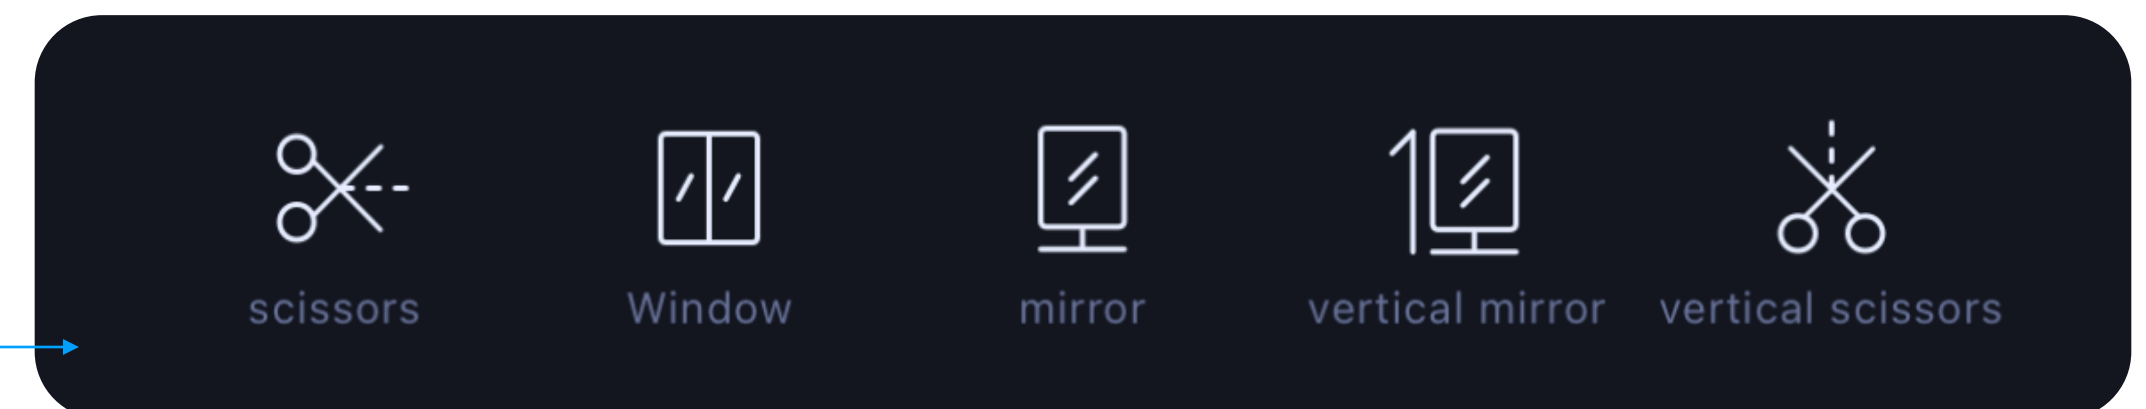 scissors
Window
mirror
vertical mirror
vertical scissors